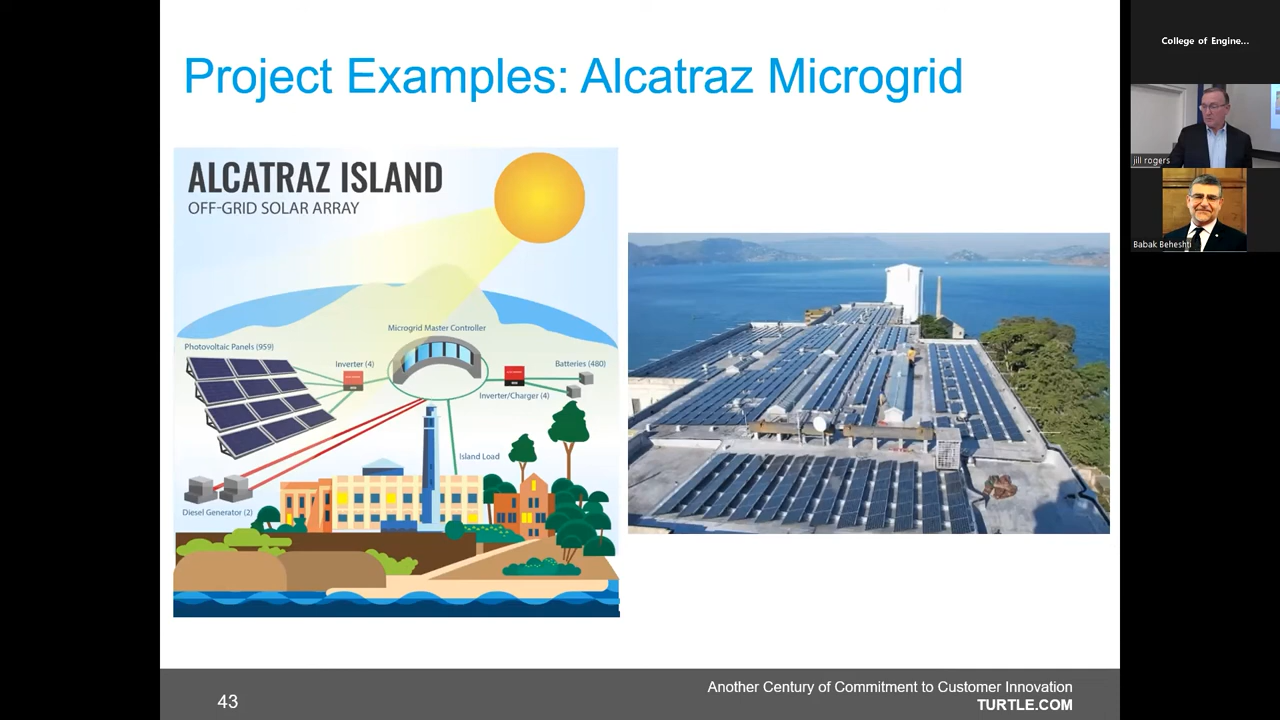 Project Examples: Alcatraz Microgrid
ALCATRAZ ISLAND
OFF-GRID SOLAR ARRAY
Microgrid Master Controller
Photovoltaic Panels (959)
Inverter (4)
Batteries (480)
Inverter/Charger (4)
Island Load
Diesel Generator (2)
43
Another Century of Commitment to Customer Innovation
TURTLE.COM
College of Engine...
jill rogers
Babak Beheshti